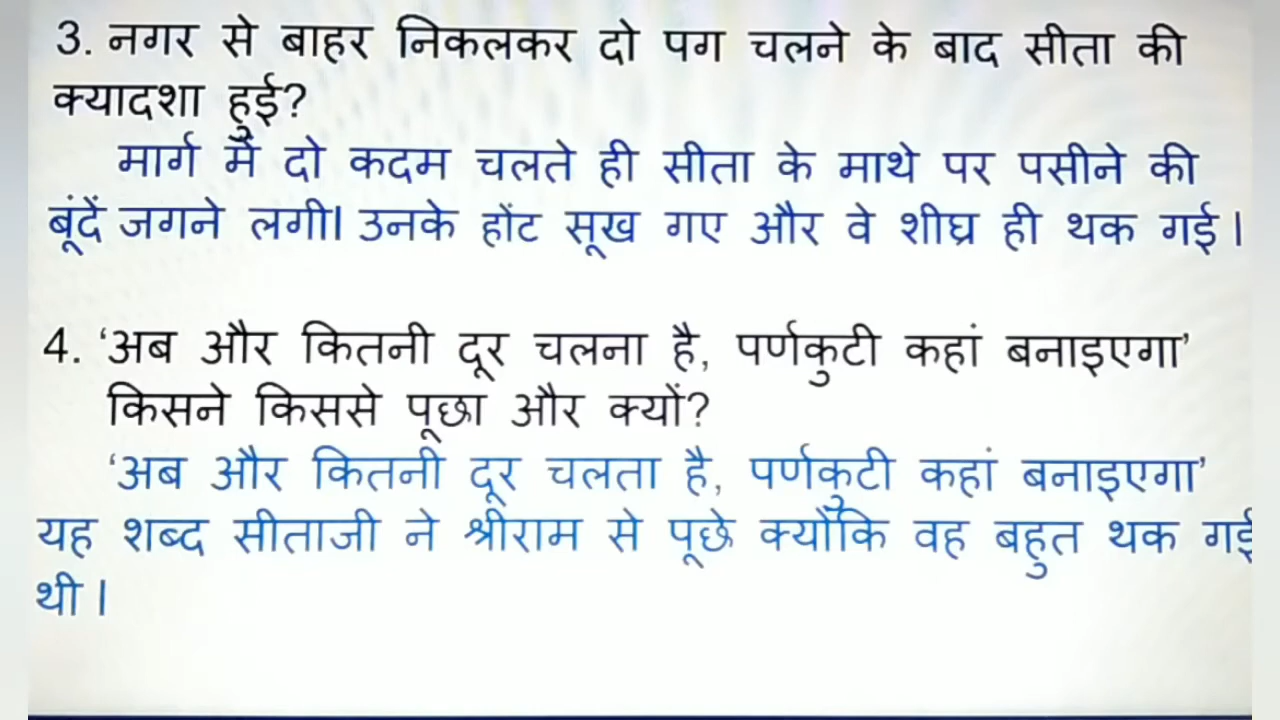 3. नगर से बाहर निकलकर दो पग चलने के बाद सीता की
क्यादशा हुई?
मार्ग में दो कदम चलते ही सीता के माथे पर पसीने की
बूंदें जगने लगी। उनके होंट सूख गए और वे शीघ्र ही थक गई।
4. 'अब और कितनी दूर चलना है, पर्णकुटी कहां बनाइएगा'
किसने किससे पूछा और क्यों?
'अब और कितनी दूर चलता है, पर्णकुटी कहां बनाइएगा'
यह शब्द सीताजी ने श्रीराम से पूछे क्योंकि वह बहुत थक गई
थी।